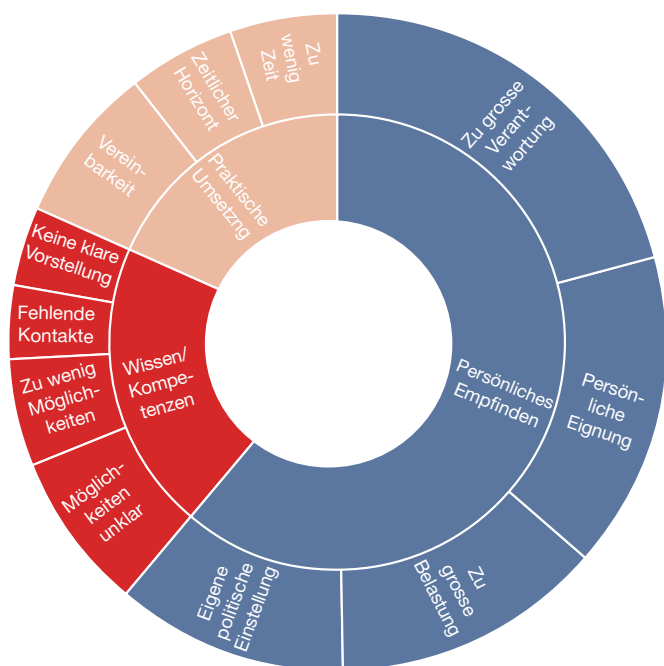 Zu
wenig
Zeit
Zeitlicher
Horizont
Verein-
barkeit
Praktische
Umsetzng
Zu grosse
Verant-
wortung
Keine klare
Vorstellung
Fehlende
Kontakte
Zu wenig
Möglich-
keiten
Möglich-
keiten
unklar
Wissen/
Kompe-
tenzen
Persönliches
Empfinden
Persön-
liche
Eignung
Zu
grosse
Belastung
Eigene
politische
Einstellung